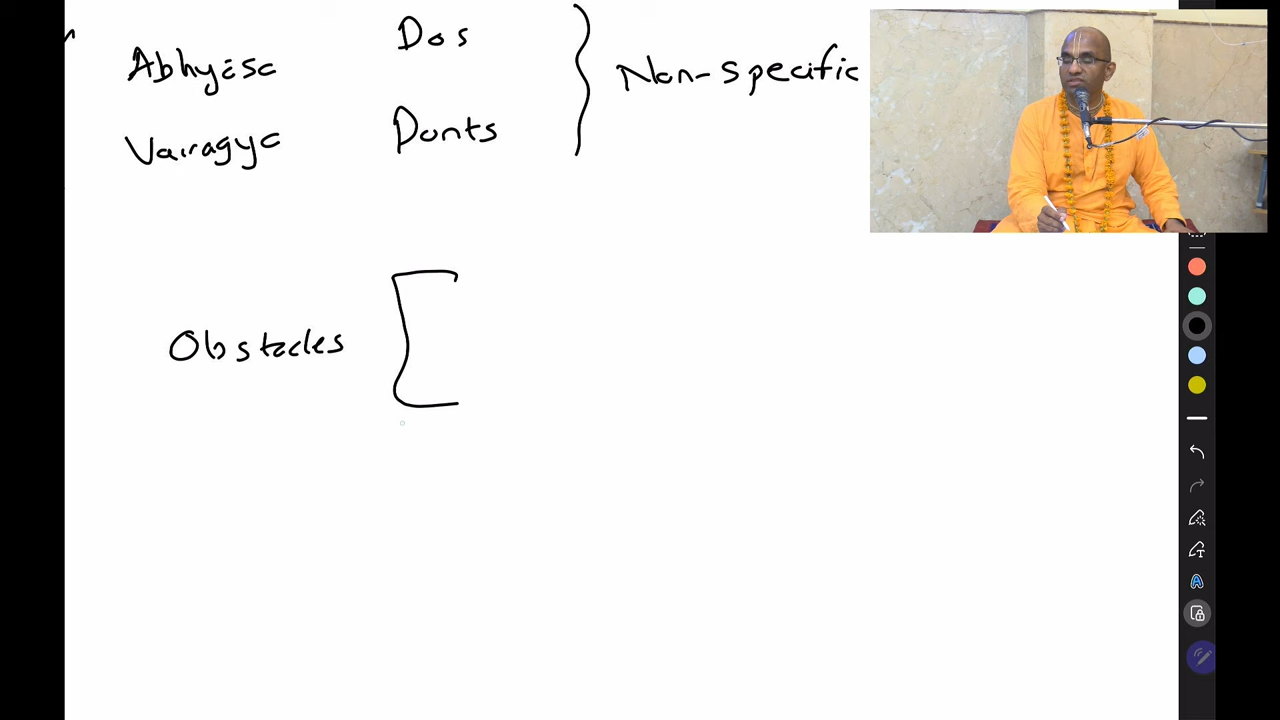 Abhyāsa Dos
Vairagya Donts
Non-specific
Obstacles